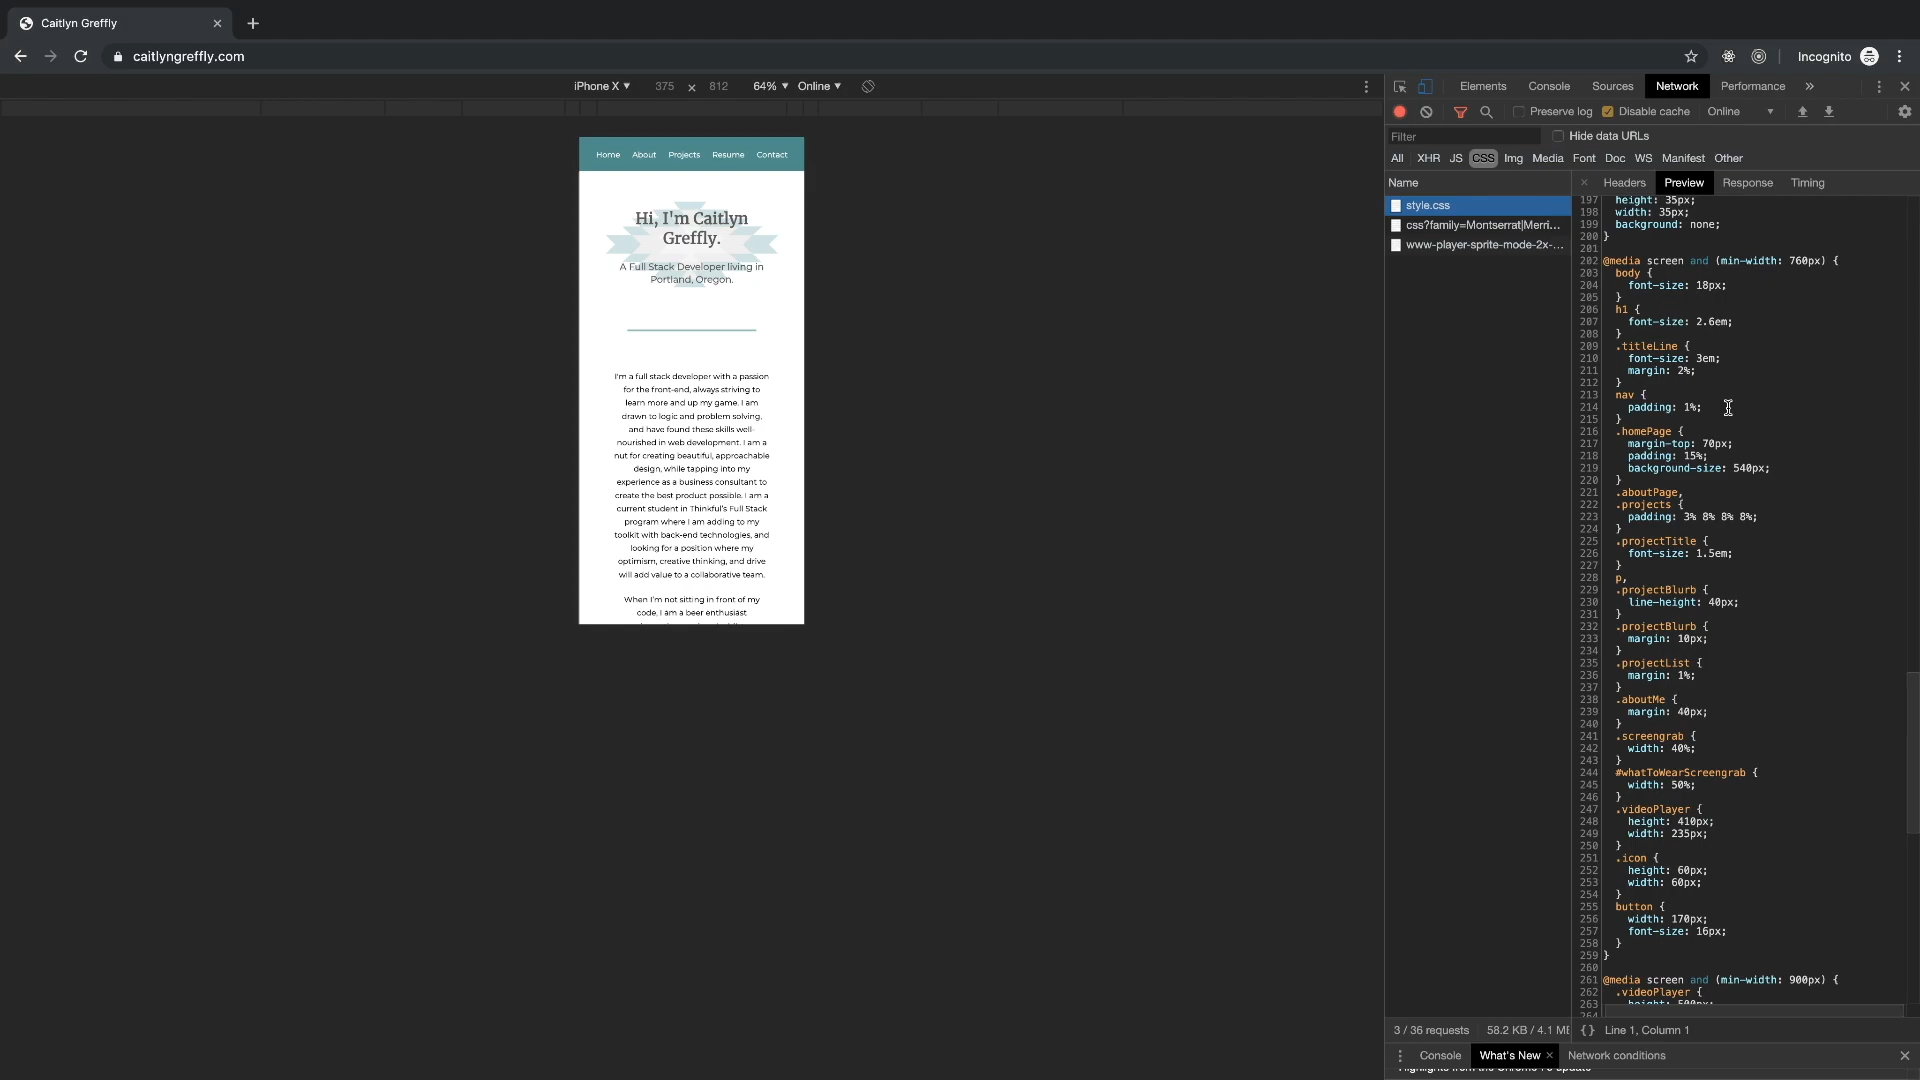 Caitlyn Greffly
caitlyngreffly.com
Incognito
iPhone X ▾ 375 × 812 64% ▾ Online ▾
Elements Console Sources Network Performance »
Preserve log Disable cache Online ▾
Filter
Hide data URLs
All XHR JS CSS Img Media Font Doc WS Manifest Other
Name
style.css
css?family=Montserrat|Merri...
www-player-sprite-mode-2x-...
Headers Preview Response Timing
Home About Projects Resume Contact
Hi, I'm Caitlyn
Greffly.
A Full Stack Developer living in
Portland, Oregon.
I'm a full stack developer with a passion
for the front-end, always striving to
learn more and up my game. I am
drawn to logic and problem solving,
and have found these skills well-
nourished in web development. I am a
nut for creating beautiful, approachable
design, while tapping into my
experience as a business consultant to
create the best product possible. I am a
current student in Thinkful's Full Stack
program where I am adding to my
toolkit with back-end technologies, and
looking for a position where my
optimism, creative thinking, and drive
will add value to a collaborative team.
When I'm not sitting in front of my
code, I am a beer enthusiast
197 height: 35px;
198 width: 35px;
199 background: none;
200 }
201
202 @media screen and (min-width: 760px) {
203 body {
204 font-size: 18px;
205 }
206 h1 {
207 font-size: 2.6em;
208 }
209 .titleLine {
210 font-size: 3em;
211 margin: 2%;
212 }
213 nav {
214 padding: 1%;
215 }
216 .homePage {
217 margin-top: 70px;
218 padding: 15%;
219 background-size: 540px;
220 }
221 .aboutPage,
222 .projects {
223 padding: 3% 8% 8% 8%;
224 }
225 .projectTitle {
226 font-size: 1.5em;
227 }
228 p,
229 .projectBlurb {
230 line-height: 40px;
231 }
232 .projectBlurb {
233 margin: 10px;
234 }
235 .projectList {
236 margin: 1%;
237 }
238 .aboutMe {
239 margin: 40px;
240 }
241 .screengrab {
242 width: 40%;
243 }
244 #whatToWearScreengrab {
245 width: 50%;
246 }
247 .videoPlayer {
248 height: 410px;
249 width: 235px;
250 }
251 .icon {
252 height: 60px;
253 width: 60px;
254 }
255 button {
256 width: 170px;
257 font-size: 16px;
258 }
259 }
260
261 @media screen and (min-width: 900px) {
262 .videoPlayer {
263 height: 500px;
264
3 / 36 requests 58.2 KB / 4.1 ME {} Line 1, Column 1
Console What's New × Network conditions